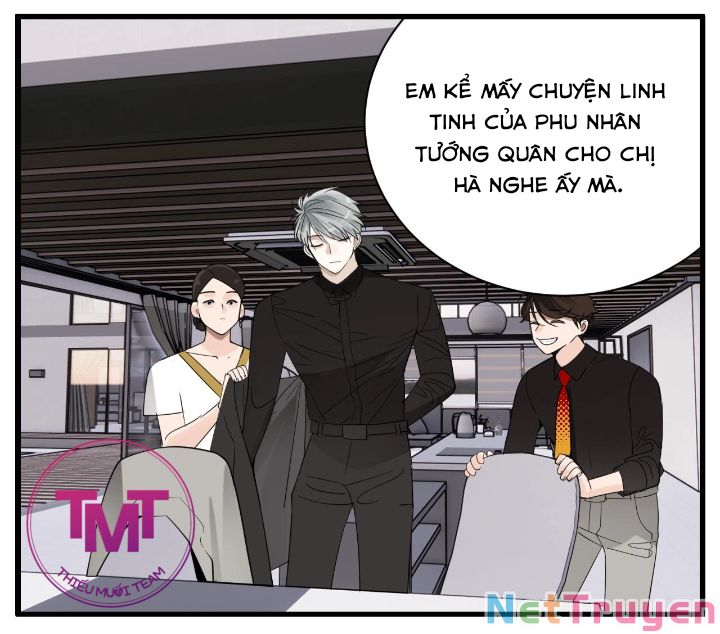 EM KỂ MẤY CHUYỆN LINH
TINH CỦA PHU NHÂN
TƯỚNG QUÂN CHO CHỊ
HÀ NGHE ẤY MÀ.
TMT
THIẾU MUỐI TEAM
NetTruyen